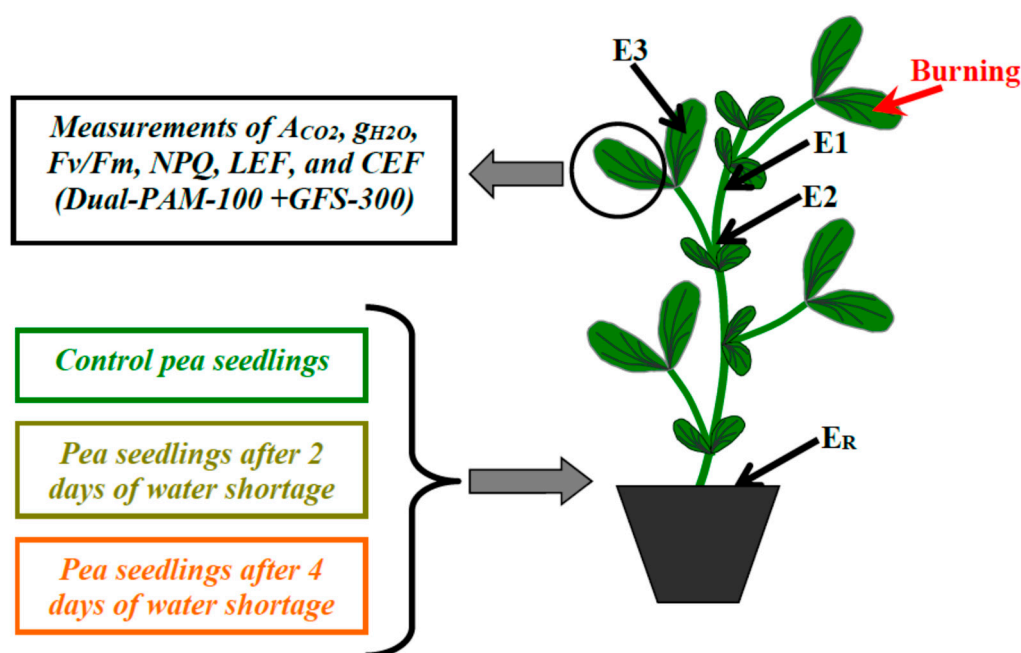 E3
Burning
Measurements of ACO2, gH2O,
Fv/Fm, NPQ, LEF, and CEF
(Dual-PAM-100 +GFS-300)
E1
E2
Control pea seedlings
Pea seedlings after 2
days of water shortage
ER
Pea seedlings after 4
days of water shortage